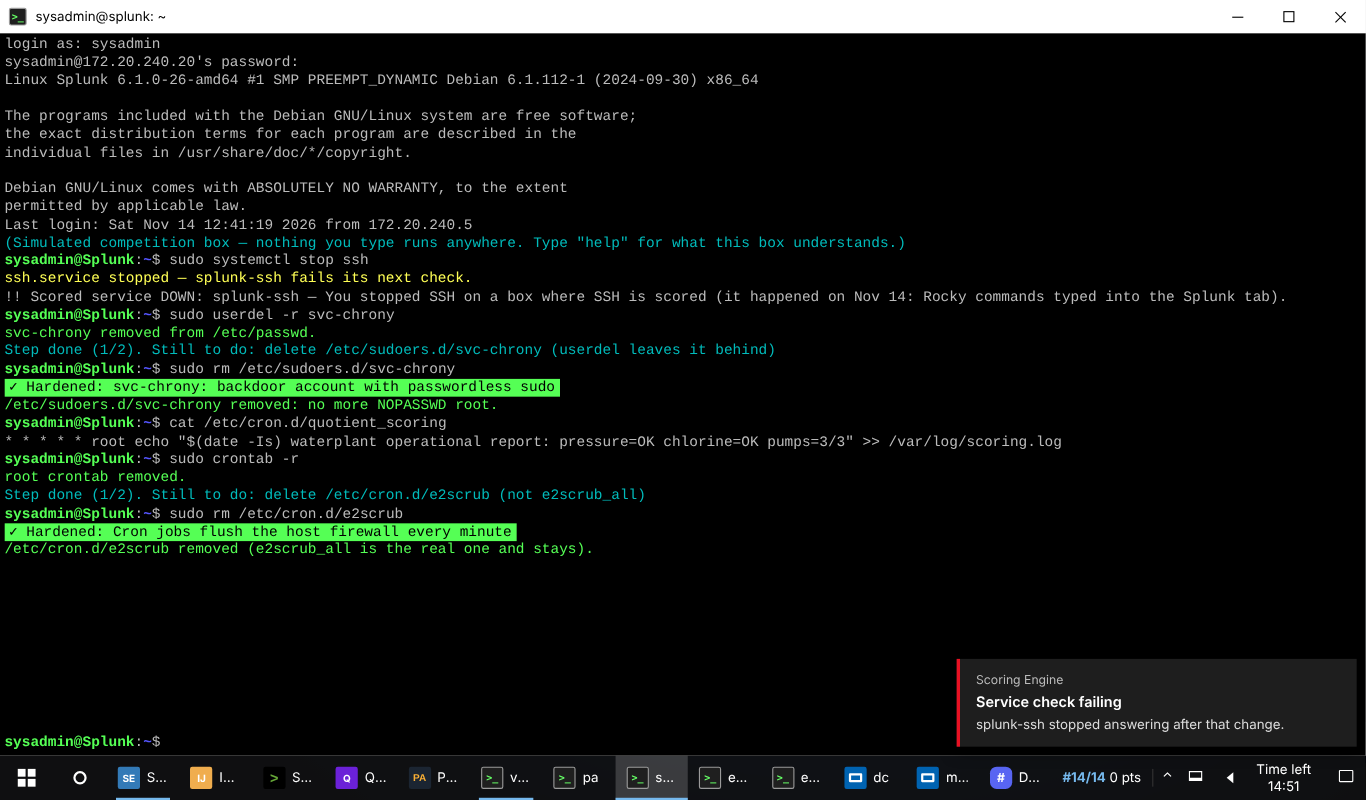 sysadmin@splunk: ~
login as: sysadmin
sysadmin@172.20.240.20's password:
Linux Splunk 6.1.0-26-amd64 #1 SMP PREEMPT_DYNAMIC Debian 6.1.112-1 (2024-09-30) x86_64
The programs included with the Debian GNU/Linux system are free software;
the exact distribution terms for each program are described in the
individual files in /usr/share/doc/*/copyright.
Debian GNU/Linux comes with ABSOLUTELY NO WARRANTY, to the extent
permitted by applicable law.
Last login: Sat Nov 14 12:41:19 2026 from 172.20.240.5
(Simulated competition box — nothing you type runs anywhere. Type "help" for what this box understands.)
sysadmin@Splunk:~$ sudo systemctl stop ssh
ssh.service stopped — splunk-ssh fails its next check.
!! Scored service DOWN: splunk-ssh — You stopped SSH on a box where SSH is scored (it happened on Nov 14: Rocky commands typed into the Splunk tab).
sysadmin@Splunk:~$ sudo userdel -r svc-chrony
svc-chrony removed from /etc/passwd.
Step done (1/2). Still to do: delete /etc/sudoers.d/svc-chrony (userdel leaves it behind)
sysadmin@Splunk:~$ sudo rm /etc/sudoers.d/svc-chrony
✓ Hardened: svc-chrony: backdoor account with passwordless sudo
/etc/sudoers.d/svc-chrony removed: no more NOPASSWD root.
sysadmin@Splunk:~$ cat /etc/cron.d/quotient_scoring
* * * * * root echo "$(date -Is) waterplant operational report: pressure=OK chlorine=OK pumps=3/3" >> /var/log/scoring.log
sysadmin@Splunk:~$ sudo crontab -r
root crontab removed.
Step done (1/2). Still to do: delete /etc/cron.d/e2scrub (not e2scrub_all)
sysadmin@Splunk:~$ sudo rm /etc/cron.d/e2scrub
✓ Hardened: Cron jobs flush the host firewall every minute
/etc/cron.d/e2scrub removed (e2scrub_all is the real one and stays).
Scoring Engine
Service check failing
splunk-ssh stopped answering after that change.
sysadmin@Splunk:~$
SE S... IJ I... > S... Q Q... PA P... >_ v... >_ pa >_ s... >_ e... >_ e... dc m... # D... #14/14 0 pts ^ Time left
14:51